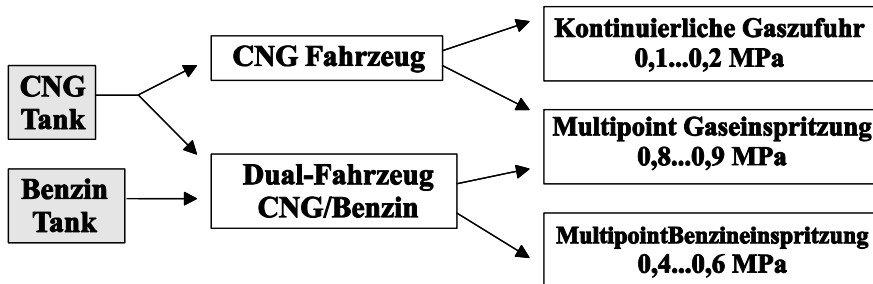 CNG
Tank
Benzin
Tank
CNG Fahrzeug
Dual-Fahrzeug
CNG/Benzin
Kontinuierliche Gaszufuhr
0,1...0,2 MPa
Multipoint Gaseinspritzung
0,8...0,9 MPa
MultipointBenzineinspritzung
0,4...0,6 MPa